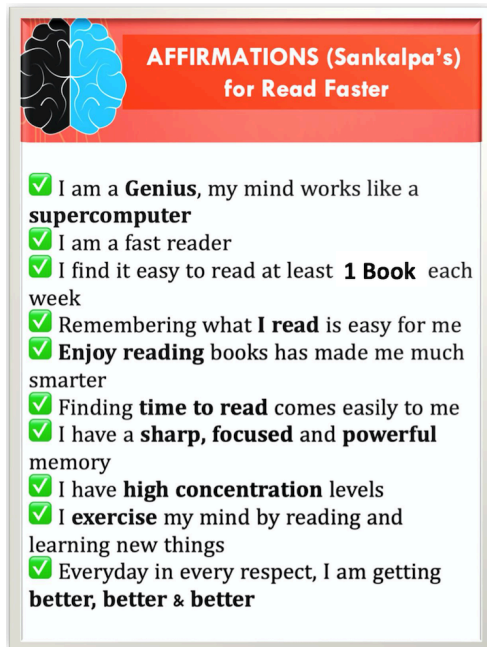 AFFIRMATIONS (Sankalpa's)
for Read Faster
✅ I am a Genius, my mind works like a
supercomputer
✅ I am a fast reader
✅ I find it easy to read at least 1 Book each
week
✅ Remembering what I read is easy for me
✅ Enjoy reading books has made me much
smarter
✅ Finding time to read comes easily to me
✅ I have a sharp, focused and powerful
memory
✅ I have high concentration levels
✅ I exercise my mind by reading and
learning new things
✅ Everyday in every respect, I am getting
better, better & better